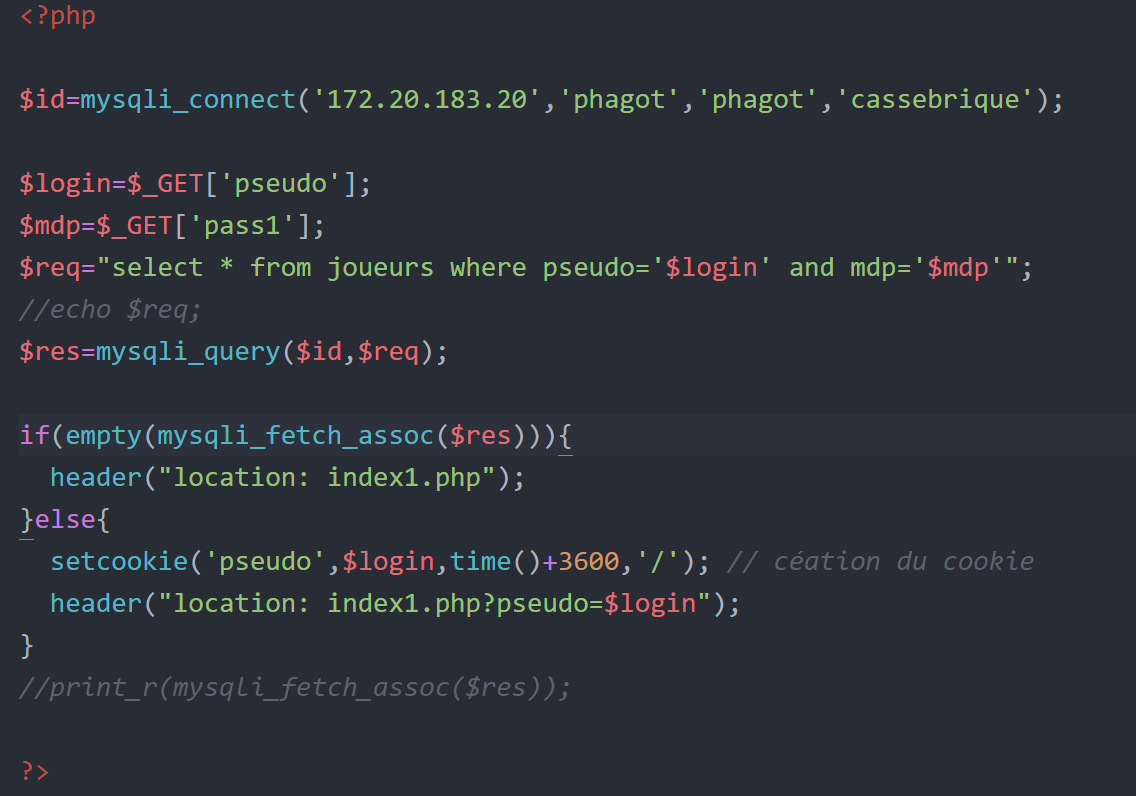 <?php
$id=mysqli_connect('172.20.183.20','phagot','phagot','cassebrique');
$login=$_GET['pseudo'];
$mdp=$_GET['pass1'];
$req="select * from joueurs where pseudo='$login' and mdp='$mdp'";
//echo $req;
$res=mysqli_query($id,$req);
if(empty(mysqli_fetch_assoc($res))){
  header("location: index1.php");
}else{
  setcookie('pseudo',$login,time()+3600,'/'); // céation du cookie
  header("location: index1.php?pseudo=$login");
}
//print_r(mysqli_fetch_assoc($res));
?>